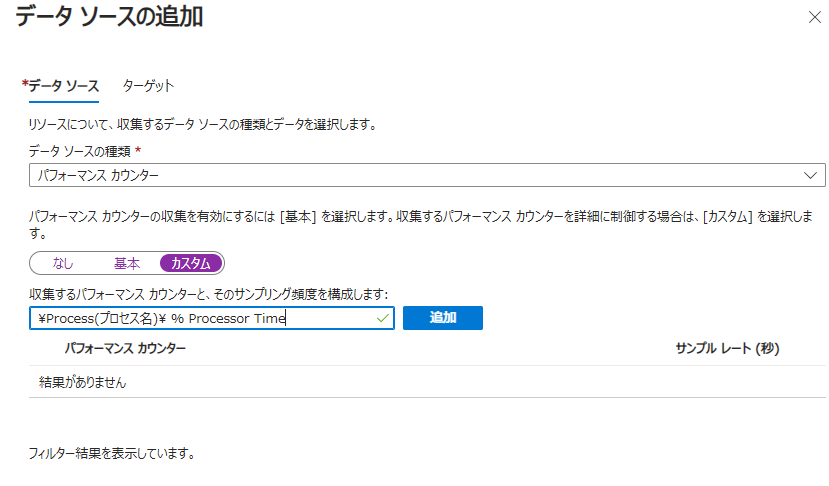 データ ソースの追加
*データ ソース ターゲット
リソースについて、収集するデータ ソースの種類とデータを選択します。
データ ソースの種類 *
パフォーマンス カウンター
パフォーマンス カウンターの収集を有効にするには [基本] を選択します。収集するパフォーマンス カウンターを詳細に制御する場合は、[カスタム] を選択しま
す。
なし 基本 カスタム
収集するパフォーマンス カウンターと、そのサンプリング頻度を構成します:
¥Process(プロセス名)¥ % Processor Time 追加
パフォーマンス カウンター サンプル レート (秒)
結果がありません
フィルター結果を表示しています。